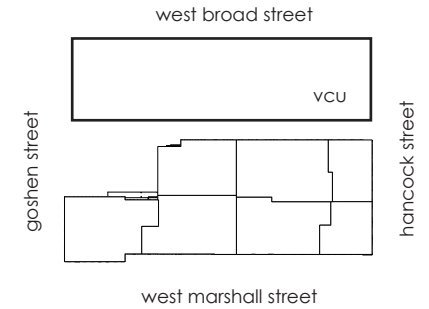 west broad street
vcu
goshen street
hancock street
west marshall street